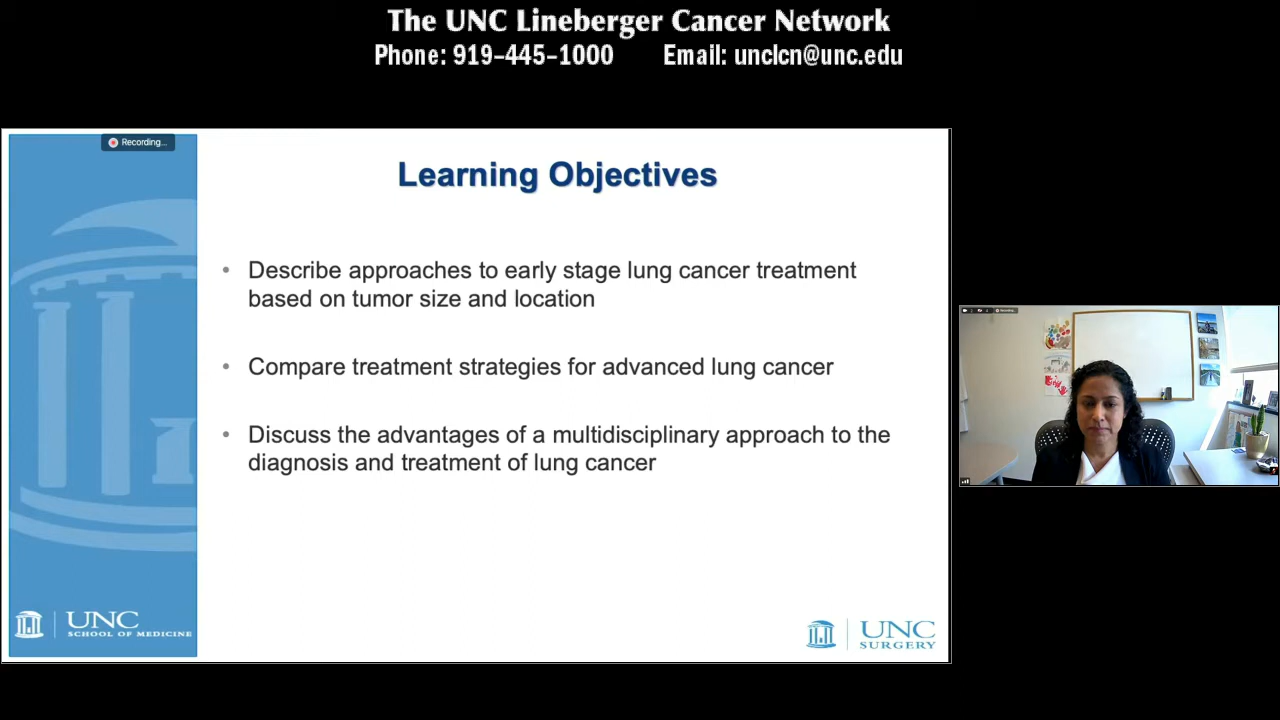 The UNC Lineberger Cancer Network
Phone: 919-445-1000 Email: unclcn@unc.edu
Recording...
Learning Objectives
• Describe approaches to early stage lung cancer treatment
based on tumor size and location
• Compare treatment strategies for advanced lung cancer
• Discuss the advantages of a multidisciplinary approach to the
diagnosis and treatment of lung cancer
UNC
SCHOOL OF MEDICINE
UNC
SURGERY
Recording...